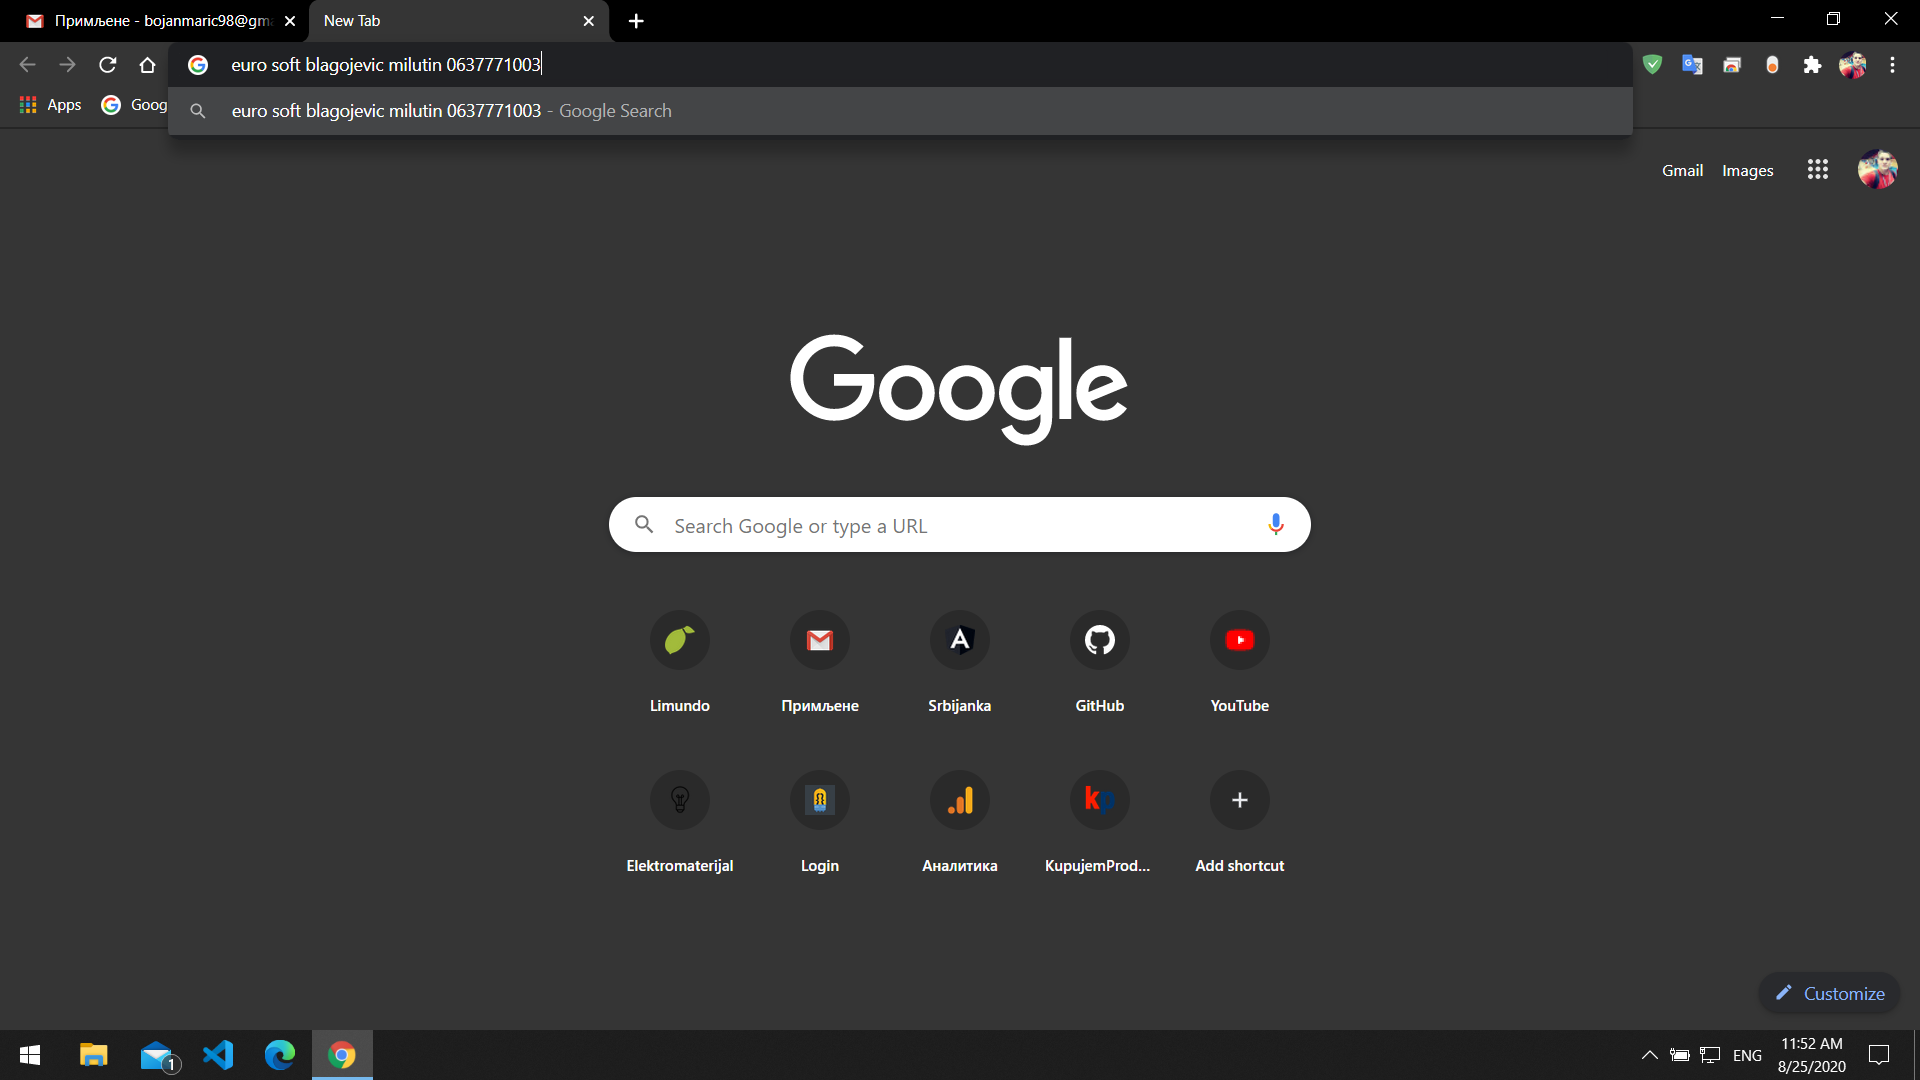 Примљене - bojanmaric98@gm
New Tab
euro soft blagojevic milutin 0637771003
Apps
Goog
euro soft blagojevic milutin 0637771003 - Google Search
Gmail
Images
Google
Search Google or type a URL
Limundo
Примљене
Srbijanka
GitHub
YouTube
Elektromaterijal
Login
Аналитика
KupujemProd...
Add shortcut
Customize
1
ENG
11:52 AM
8/25/2020